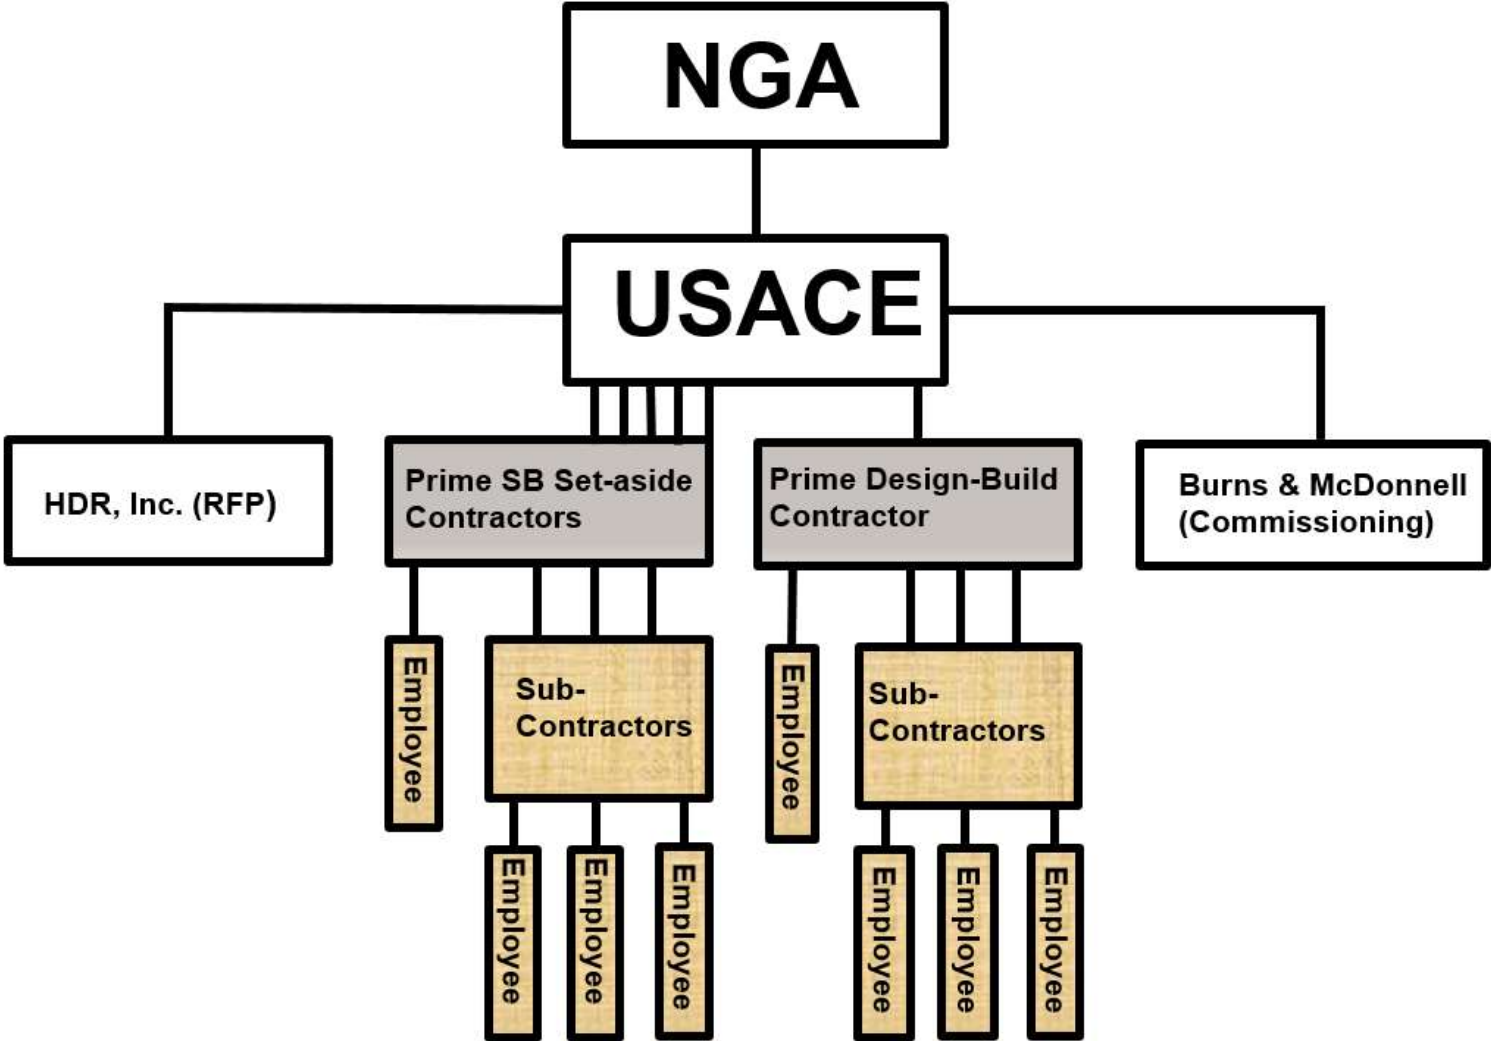 NGA
USACE
HDR, Inc. (RFP)
Prime SB Set-aside
Contractors
Prime Design-Build
Contractor
Burns & McDonnell
(Commissioning)
Employee
Sub-
Contractors
Employee
Sub-
Contractors
Employee
Employee
Employee
Employee
Employee
Employee